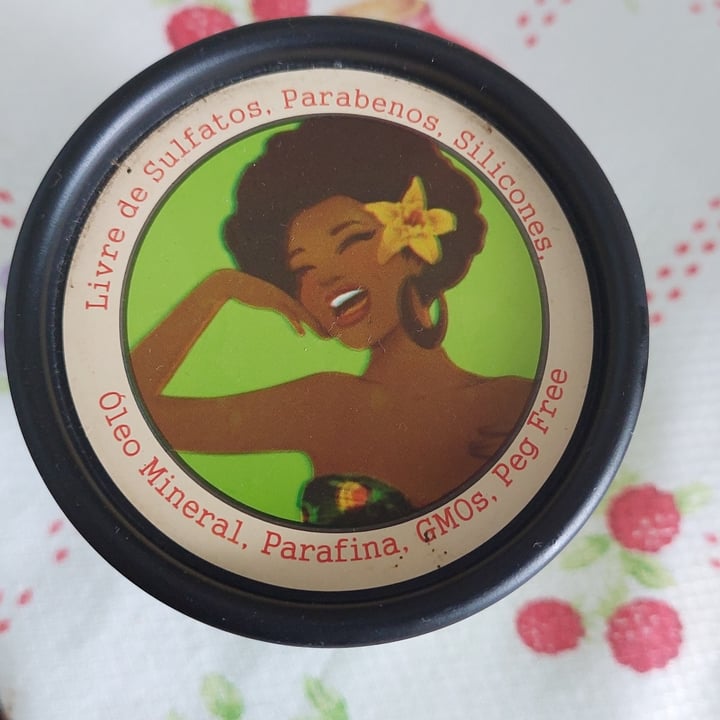 Livre de Sulfatos, Parabenos, Silicones,
Óleo Mineral, Parafina, GMOs, Peg Free